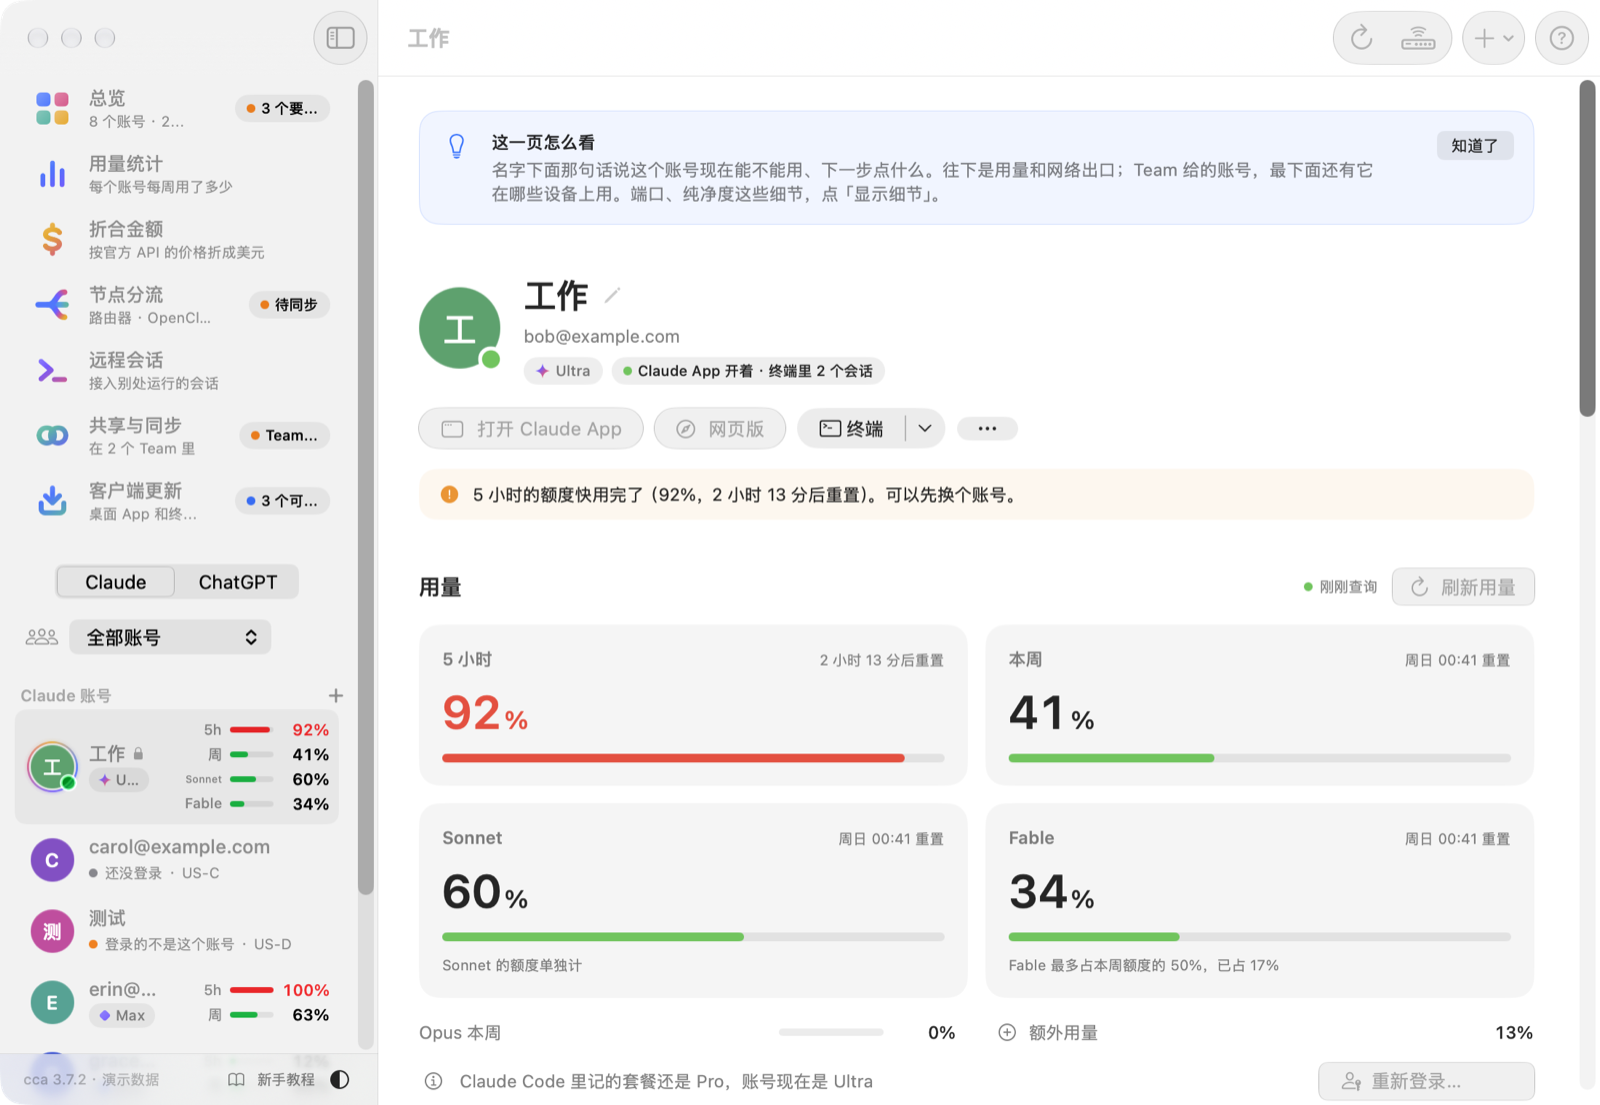 工作
总览
8 个账号 · 2...
3 个要...
用量统计
每个账号每周用了多少
折合金额
按官方 API 的价格折成美元
节点分流
路由器 · OpenCl...
待同步
远程会话
接入别处运行的会话
共享与同步
在 2 个 Team 里
Team...
客户端更新
桌面 App 和终...
3 个可...
Claude
ChatGPT
全部账号
Claude 账号
工
工作
U...
5h 92%
周 41%
Sonnet 60%
Fable 34%
C
carol@example.com
还没登录 · US-C
测
测试
登录的不是这个账号 · US-D
E
erin@...
Max
5h 100%
周 63%
cca 3.7.2 · 演示数据
新手教程
这一页怎么看
知道了
名字下面那句话说这个账号现在能不能用、下一步点什么。往下是用量和网络出口；Team 给的账号，最下面还有它
在哪些设备上用。端口、纯净度这些细节，点「显示细节」。
工
工作
bob@example.com
Ultra
Claude App 开着 · 终端里 2 个会话
打开 Claude App
网页版
终端
5 小时的额度快用完了（92%，2 小时 13 分后重置）。可以先换个账号。
用量
刚刚查询
刷新用量
5 小时
2 小时 13 分后重置
92%
本周
周日 00:41 重置
41%
Sonnet
周日 00:41 重置
60%
Sonnet 的额度单独计
Fable
周日 00:41 重置
34%
Fable 最多占本周额度的 50%，已占 17%
Opus 本周
0%
额外用量
13%
Claude Code 里记的套餐还是 Pro，账号现在是 Ultra
重新登录...